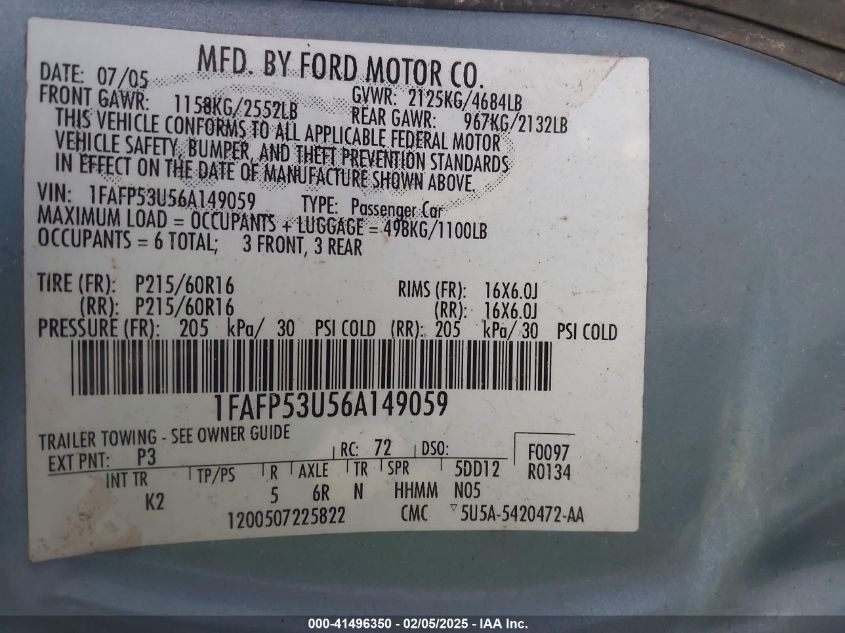 MFD. BY FORD MOTOR CO.
DATE: 07/05 GVWR: 2125KG/4684LB
FRONT GAWR: 1158KG/2552LB REAR GAWR: 967KG/2132LB
THIS VEHICLE CONFORMS TO ALL APPLICABLE FEDERAL MOTOR
VEHICLE SAFETY, BUMPER, AND THEFT PREVENTION STANDARDS
IN EFFECT ON THE DATE OF MANUFACTURE SHOWN ABOVE.
VIN: 1FAFP53U56A149059 TYPE: Passenger Car
MAXIMUM LOAD = OCCUPANTS + LUGGAGE = 498KG/1100LB
OCCUPANTS = 6 TOTAL; 3 FRONT, 3 REAR
TIRE (FR): P215/60R16 RIMS (FR): 16X6.0J
(RR): P215/60R16 (RR): 16X6.0J
PRESSURE (FR): 205 kPa/ 30 PSI COLD (RR): 205 kPa/ 30 PSI COLD
1FAFP53U56A149059
TRAILER TOWING - SEE OWNER GUIDE
EXT PNT: P3 RC: 72 DSO: F0097
INT TR TP/PS R AXLE TR SPR 5DD12 R0134
K2 5 6R N HHMM N05
1200507225822 CMC 5U5A-5420472-AA
000-41496350 - 02/05/2025 - IAA Inc.